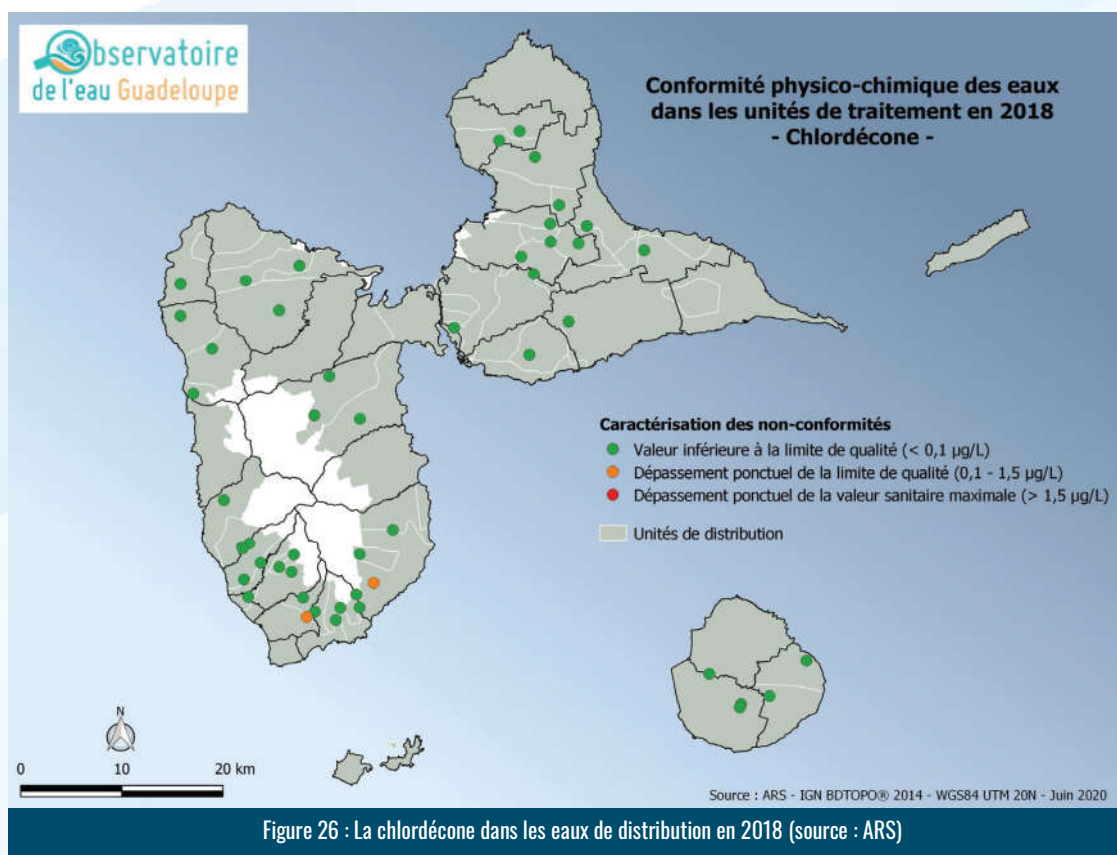 Observatoire
de l'eau Guadeloupe
Conformité physico-chimique des eaux
dans les unités de traitement en 2018
- Chlordécone -
Caractérisation des non-conformités
Valeur inférieure à la limite de qualité (< 0,1 µg/L)
Dépassement ponctuel de la limite de qualité (0,1 - 1,5 µg/L)
Dépassement ponctuel de la valeur sanitaire maximale (> 1,5 µg/L)
Unités de distribution
N
0 10 20 km
Source : ARS - IGN BDTOPO® 2014 - WGS84 UTM 20N - Juin 2020
Figure 26 : La chlordécone dans les eaux de distribution en 2018 (source : ARS)